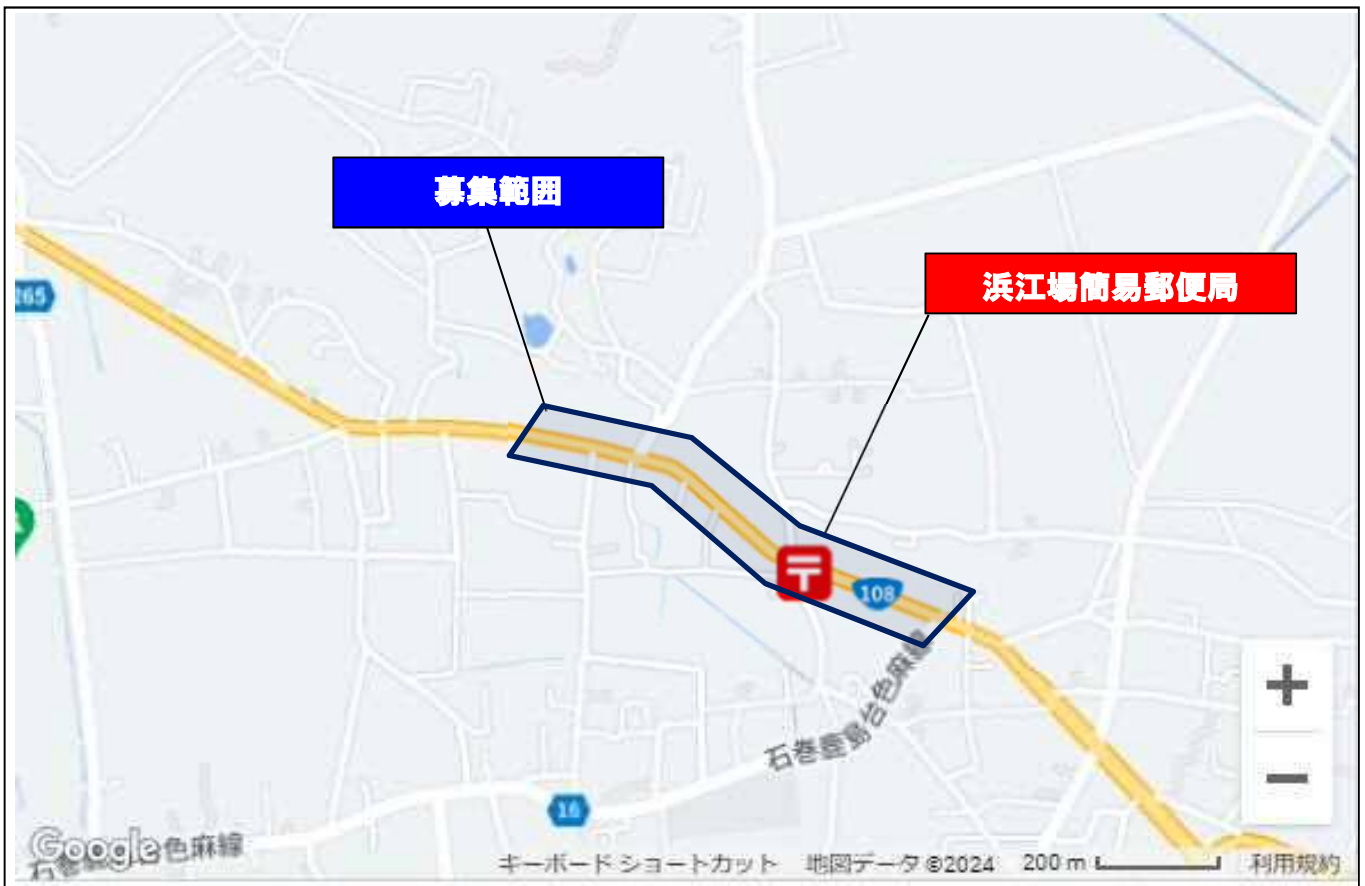 募集範囲
浜江場簡易郵便局
265
〒
108
石巻鹿島台色麻線
16
Google
色麻線
キーボード ショートカット 地図データ ©2024 200 m 利用規約